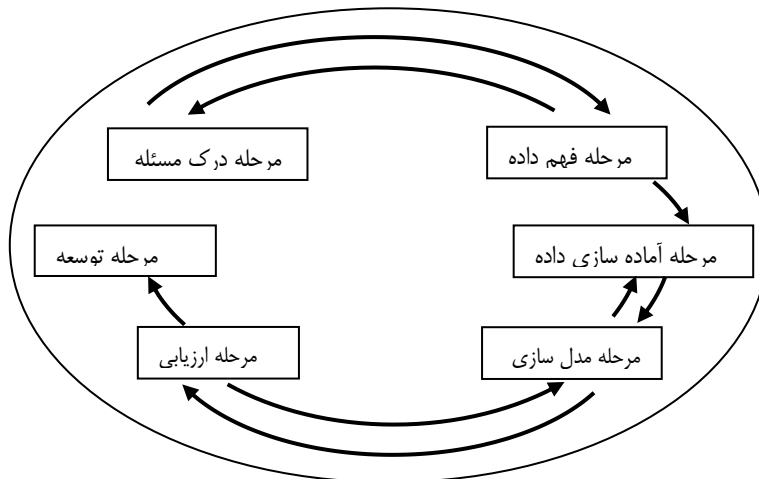 مرحله درک مسئله
مرحله فهم داده
مرحله توسعه
مرحله آماده سازی داده
مرحله ارزیابی
مرحله مدل سازی